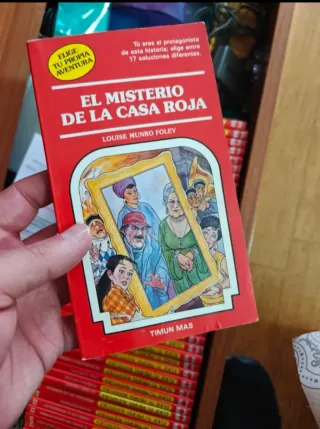 ELIGE
TU PROPIA
AVENTURA
Tú eres el protagonista
de esta historia: elige entre
17 soluciones diferentes.
EL MISTERIO
DE LA CASA ROJA
LOUISE MUNRO FOLEY
TIMUN MAS